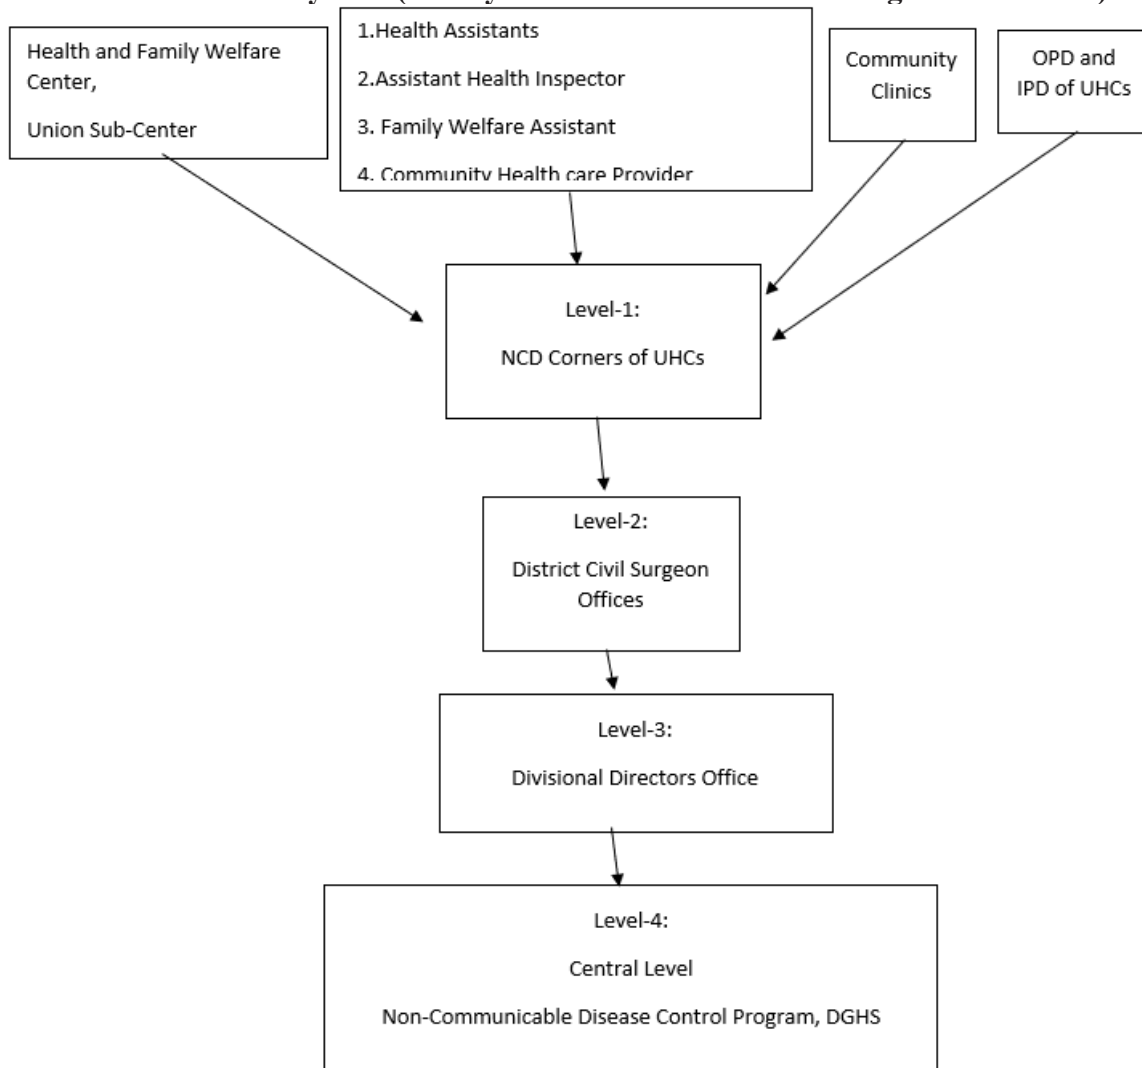 Health and Family Welfare
Center,
Union Sub-Center
1.Health Assistants
2.Assistant Health Inspector
3. Family Welfare Assistant
4. Community Health care Provider
Community
Clinics
OPD and
IPD of UHCs
Level-1:
NCD Corners of UHCs
Level-2:
District Civil Surgeon
Offices
Level-3:
Divisional Directors Office
Level-4:
Central Level
Non-Communicable Disease Control Program, DGHS